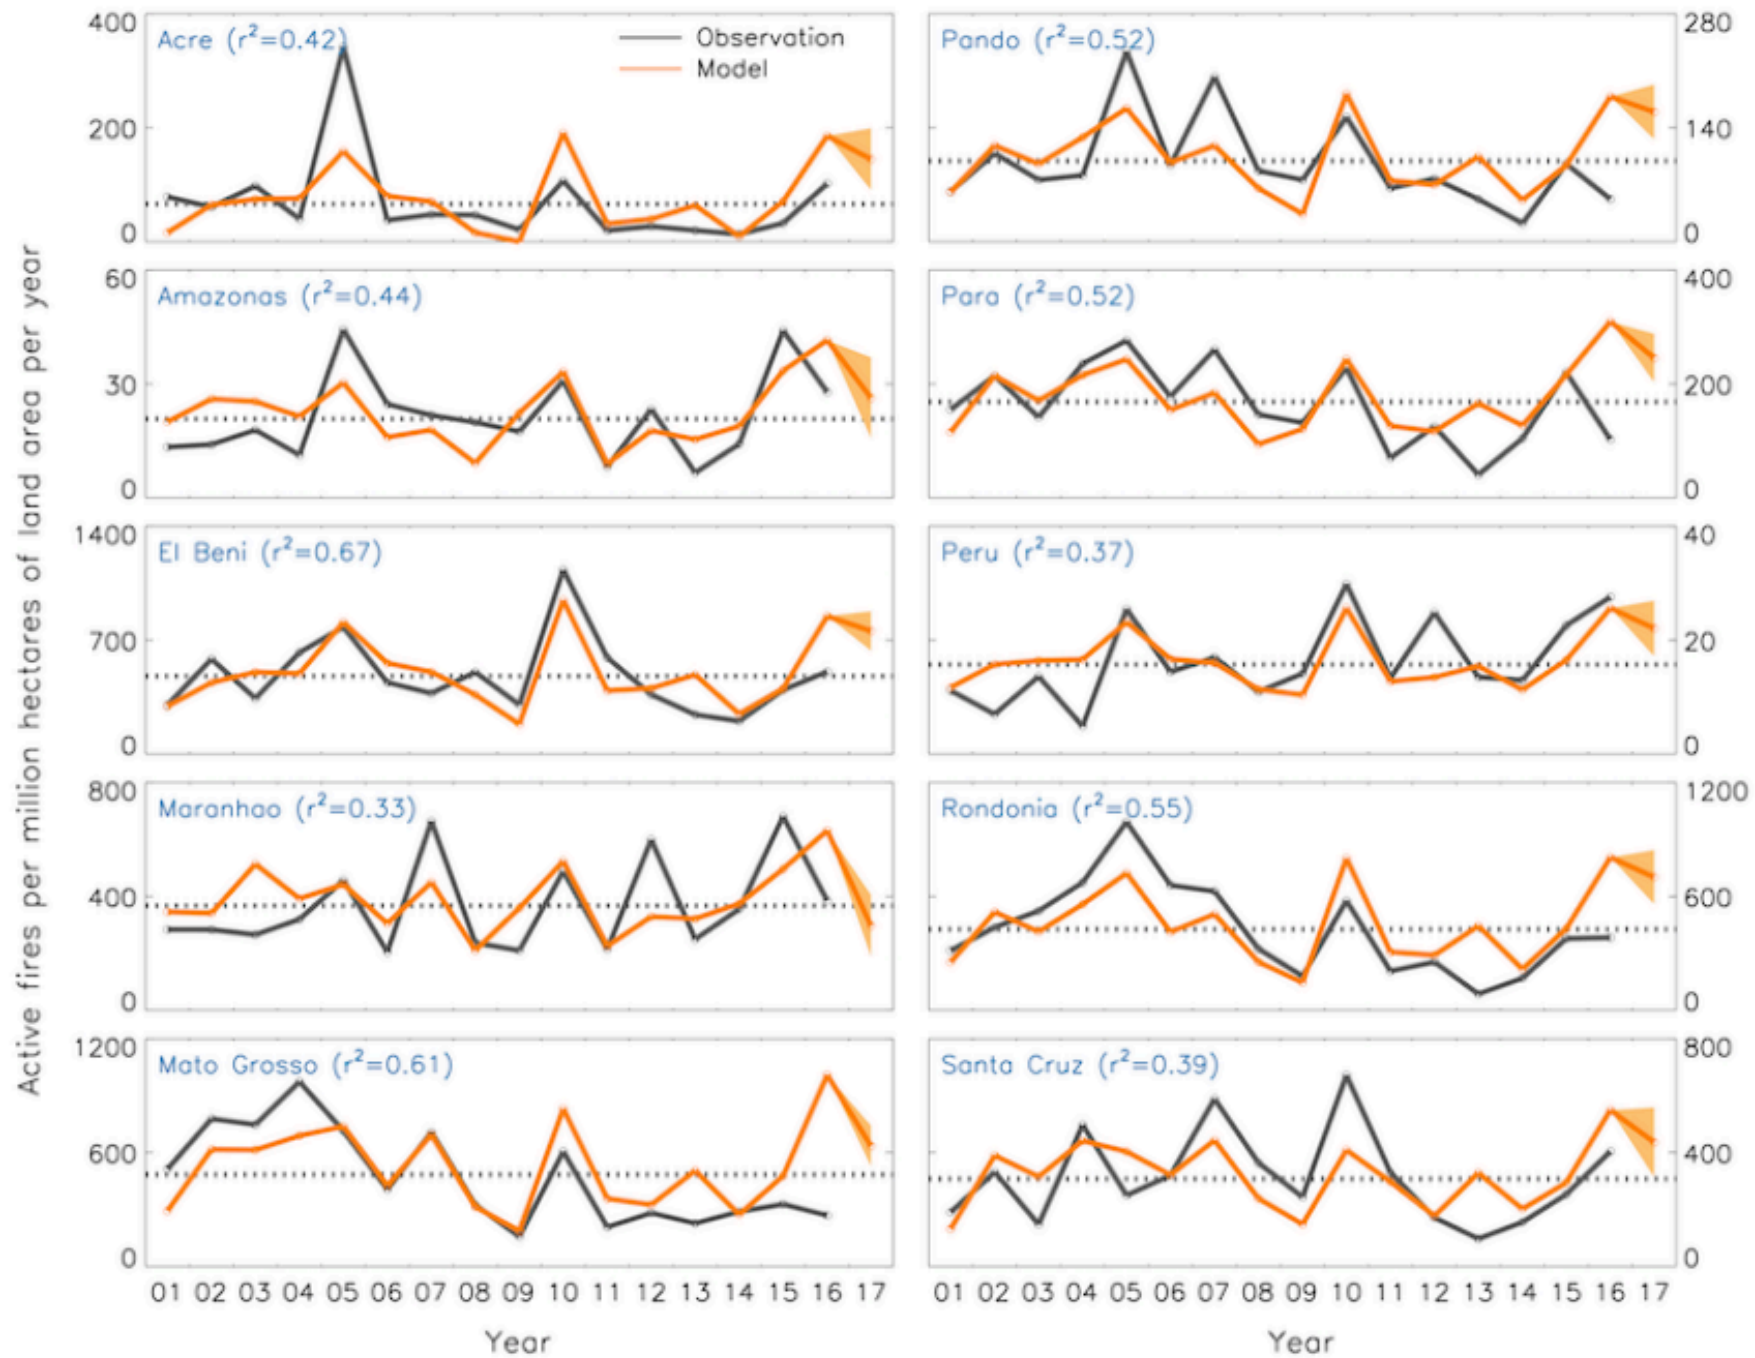 Active fires per million hectares of land area per year
400
200
0
Acre (r²=0.42)
Observation
Model
Pando (r²=0.52)
280
140
0
60
30
0
Amazonas (r²=0.44)
Para (r²=0.52)
400
200
0
1400
700
0
El Beni (r²=0.67)
Peru (r²=0.37)
40
20
0
800
400
0
Maranhao (r²=0.33)
Rondonia (r²=0.55)
1200
600
0
1200
600
0
Mato Grosso (r²=0.61)
Santa Cruz (r²=0.39)
800
400
0
01 02 03 04 05 06 07 08 09 10 11 12 13 14 15 16 17
01 02 03 04 05 06 07 08 09 10 11 12 13 14 15 16 17
Year
Year